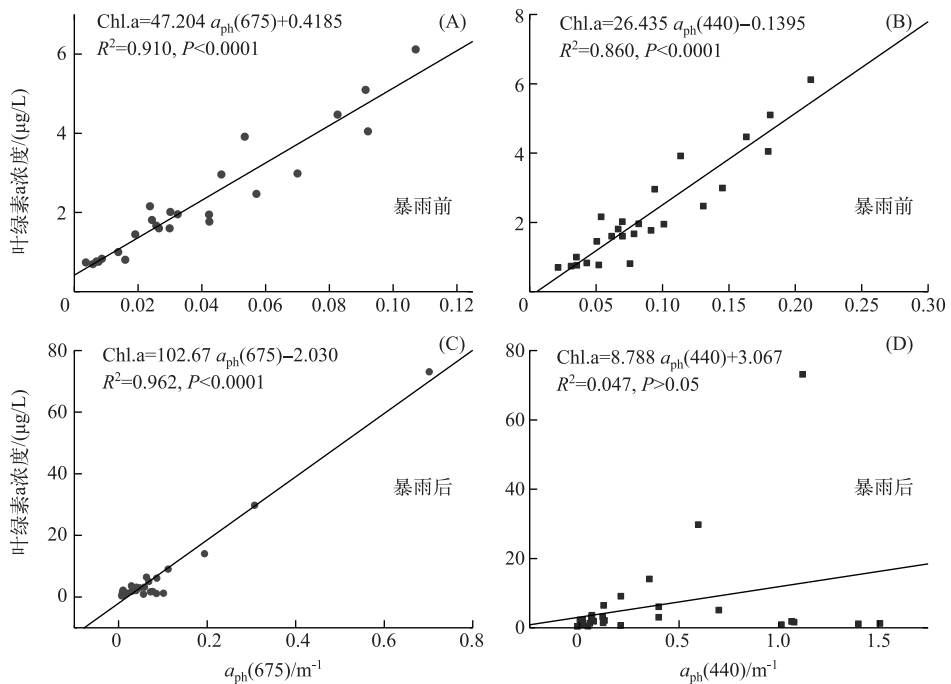 Chl.a=47.204 aph(675)+0.4185
(A)
R²=0.910, P<0.0001
6
4
2
0
0.02
0.04
0.06
0.08
0.10
0.12
叶绿素a浓度/(μg/L)
暴雨前
Chl.a=26.435 aph(440)−0.1395
(B)
R²=0.860, P<0.0001
8
6
4
2
0
0.05
0.10
0.15
0.20
0.25
0.30
暴雨前
Chl.a=102.67 aph(675)−2.030
(C)
R²=0.962, P<0.0001
80
60
40
20
0
0
0.2
0.4
0.6
0.8
叶绿素a浓度/(μg/L)
暴雨后
aph(675)/m⁻¹
Chl.a=8.788 aph(440)+3.067
(D)
R²=0.047, P>0.05
80
60
40
20
0
0
0.5
1.0
1.5
暴雨后
aph(440)/m⁻¹